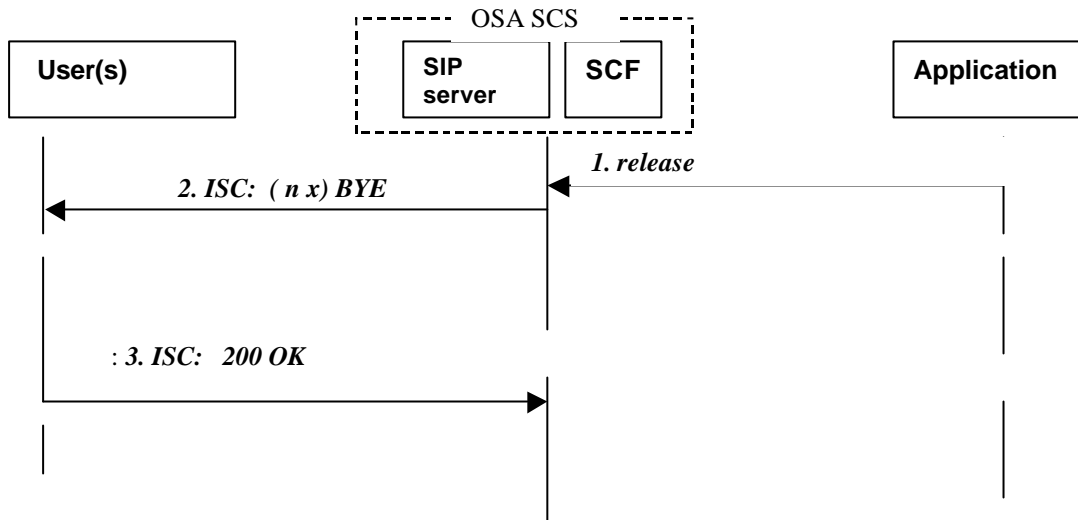 OSA SCS
User(s)
SIP
server
SCF
Application
1. release
2. ISC: ( n x) BYE
: 3. ISC: 200 OK